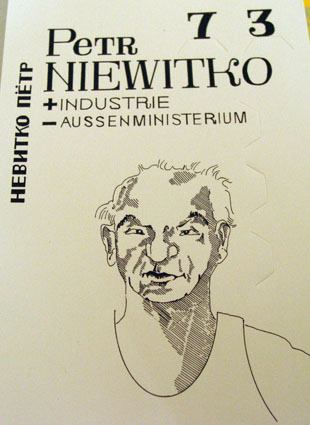 7 3
Petr
NIEWITKO
+ INDUSTRIE
– AUSSENMINISTERIUM
НЕВИТКО ПЁТР